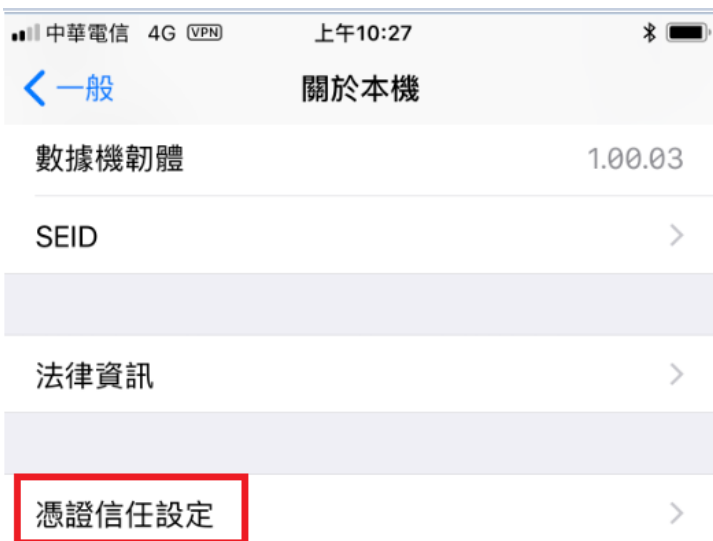 中華電信 4G VPN 上午10:27
一般 關於本機
數據機韌體 1.00.03
SEID
法律資訊
憑證信任設定